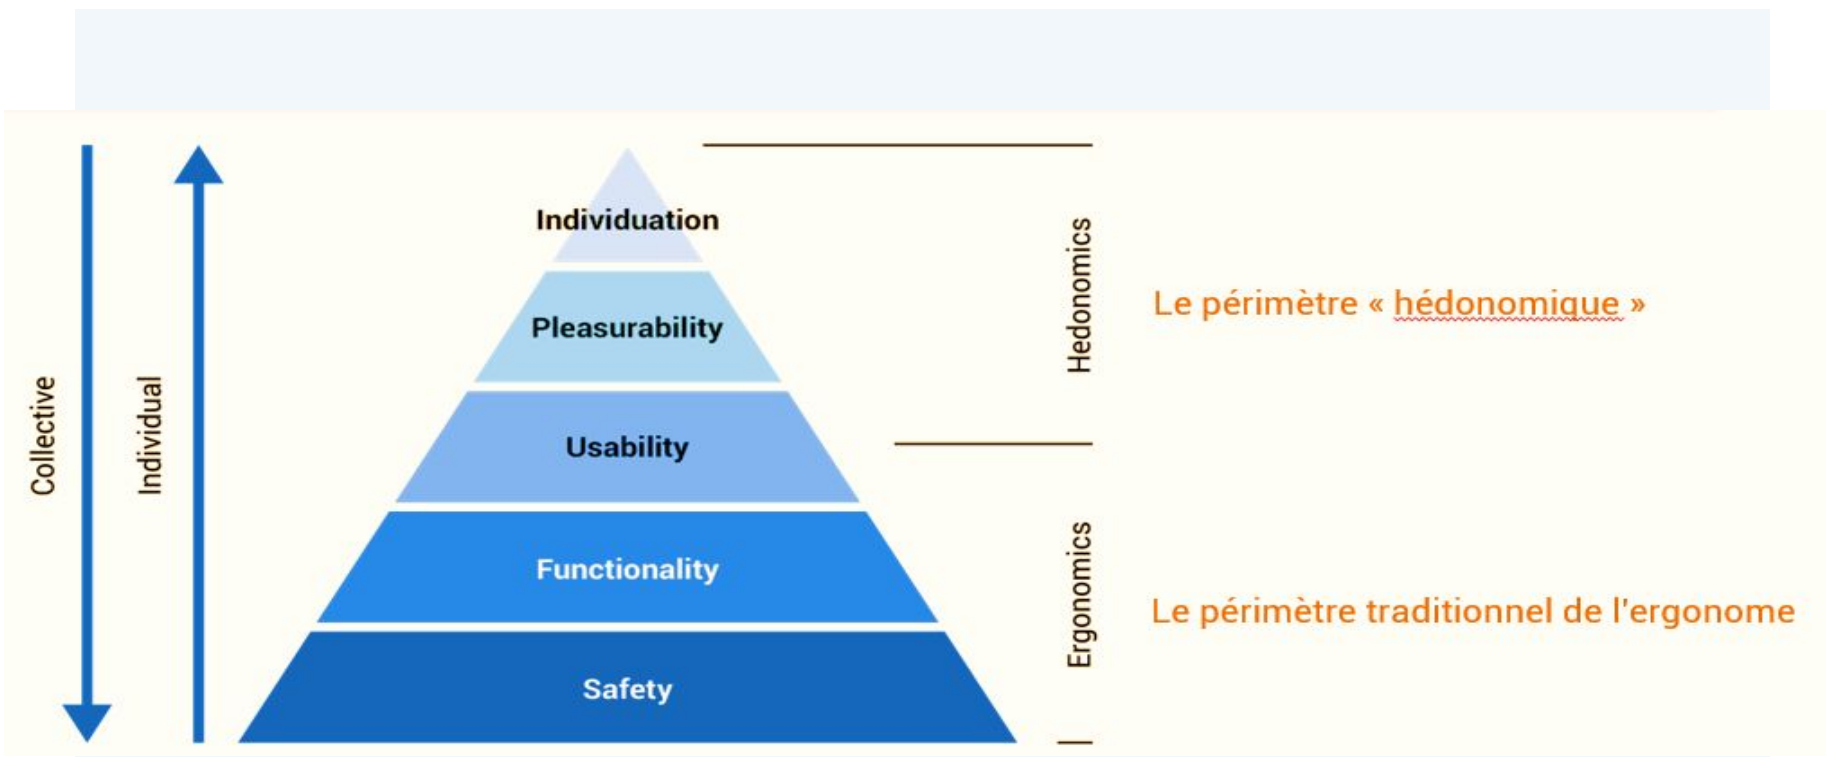 Collective
Individual
Individuation
Pleasurability
Usability
Functionality
Safety
Hedonomics
Ergonomics
Le périmètre « hédonomique »
Le périmètre traditionnel de l'ergonome